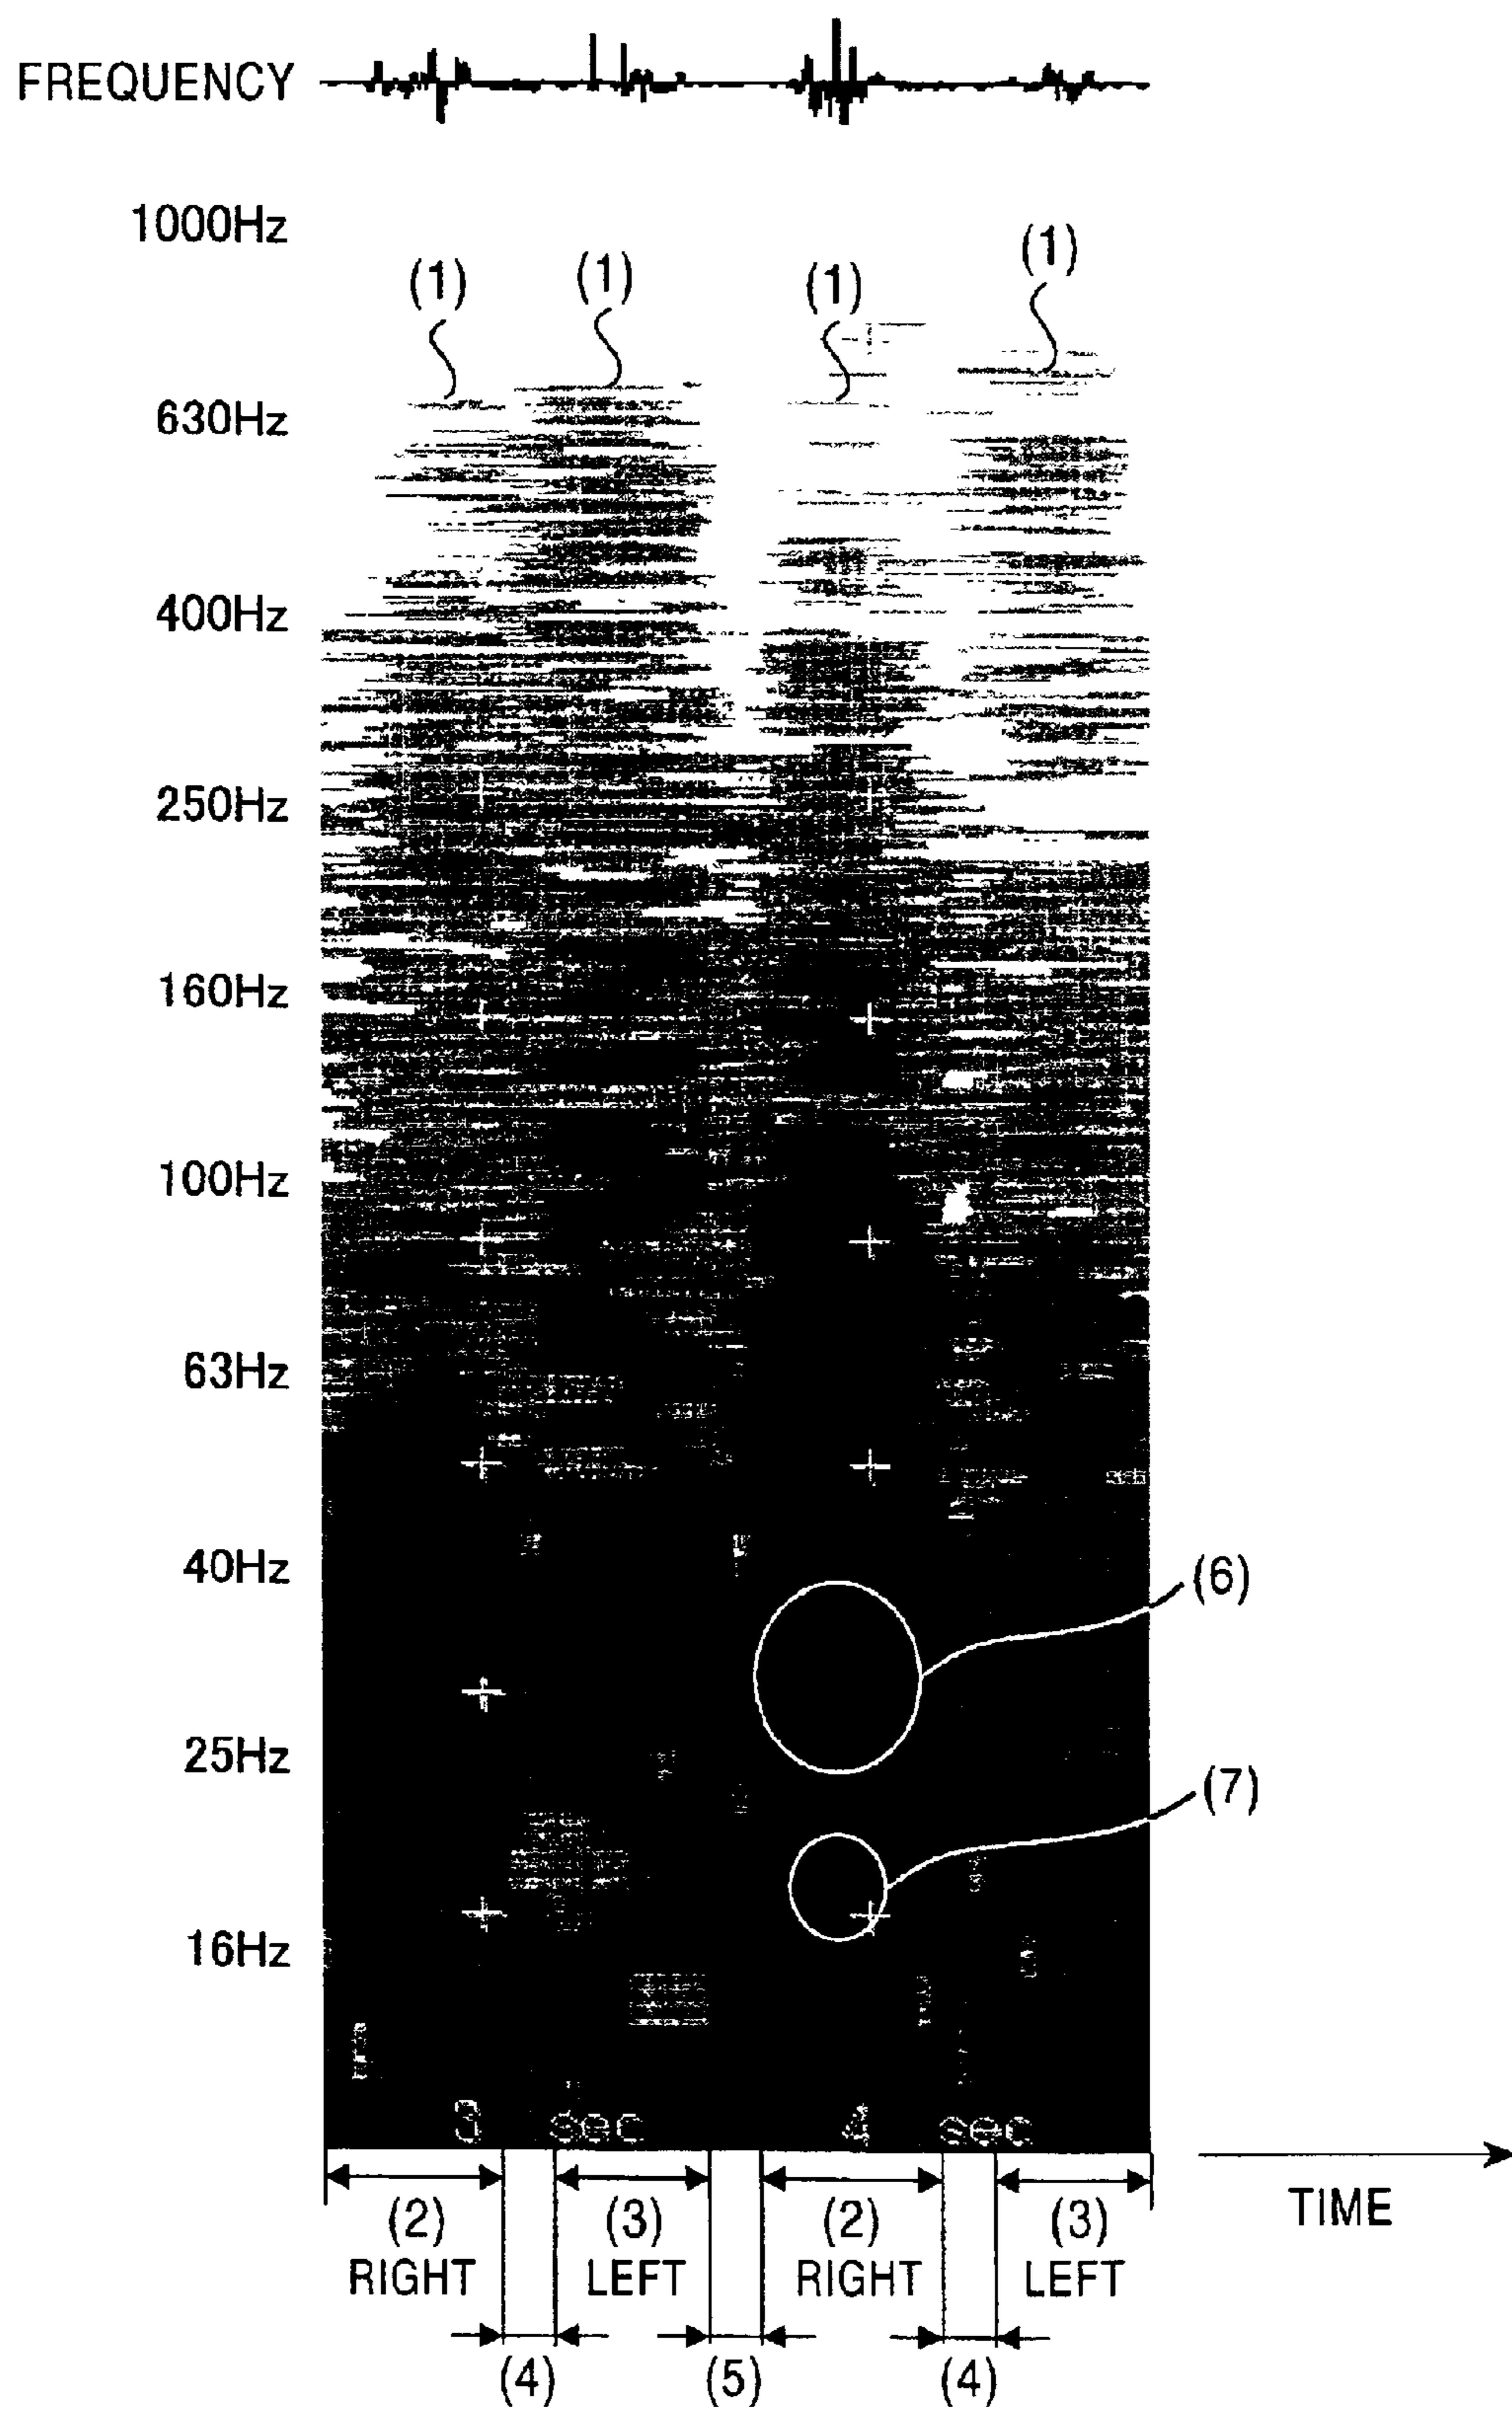 FREQUENCY
1000Hz
(1) (1) (1) (1)
630Hz
400Hz
250Hz
160Hz
100Hz
63Hz
40Hz
(6)
25Hz
(7)
16Hz
3 sec 4 sec
(2) (3) (2) (3) TIME
RIGHT LEFT RIGHT LEFT
(4) (5) (4)